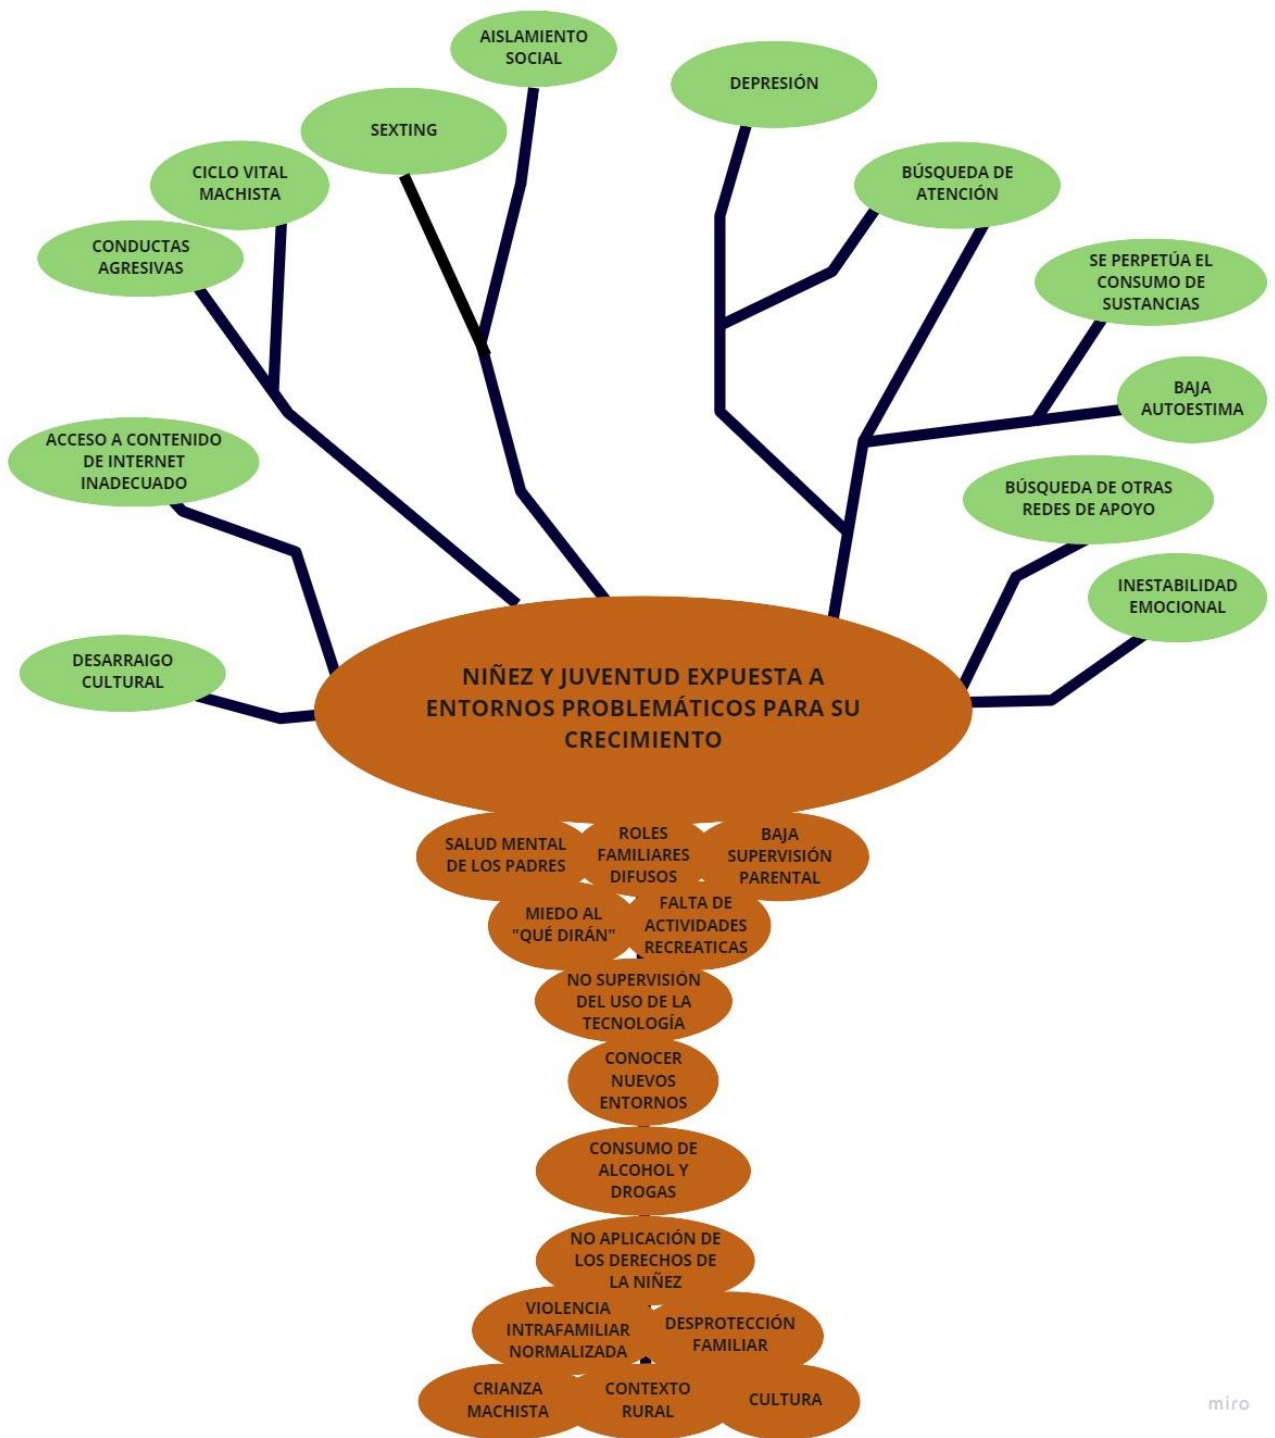 AISLAMIENTO
SOCIAL
DEPRESIÓN
SEXTING
CICLO VITAL
MACHISTA
BÚSQUEDA DE
ATENCIÓN
CONDUCTAS
AGRESIVAS
SE PERPETÚA EL
CONSUMO DE
SUSTANCIAS
BAJA
AUTOESTIMA
ACCESO A CONTENIDO
DE INTERNET
INADECUADO
BÚSQUEDA DE OTRAS
REDES DE APOYO
INESTABILIDAD
EMOCIONAL
DESARRAIGO
CULTURAL
NIÑEZ Y JUVENTUD EXPUESTA A
ENTORNOS PROBLEMÁTICOS PARA SU
CRECIMIENTO
SALUD MENTAL
DE LOS PADRES
ROLES
FAMILIARES
DIFUSOS
BAJA
SUPERVISIÓN
PARENTAL
MIEDO AL
"QUÉ DIRÁN"
FALTA DE
ACTIVIDADES
RECREATICAS
NO SUPERVISIÓN
DEL USO DE LA
TECNOLOGÍA
CONOCER
NUEVOS
ENTORNOS
CONSUMO DE
ALCOHOL Y
DROGAS
NO APLICACIÓN DE
LOS DERECHOS DE
LA NIÑEZ
VIOLENCIA
INTRAFAMILIAR
NORMALIZADA
DESPROTECCIÓN
FAMILIAR
CRIANZA
MACHISTA
CONTEXTO
RURAL
CULTURA
miro